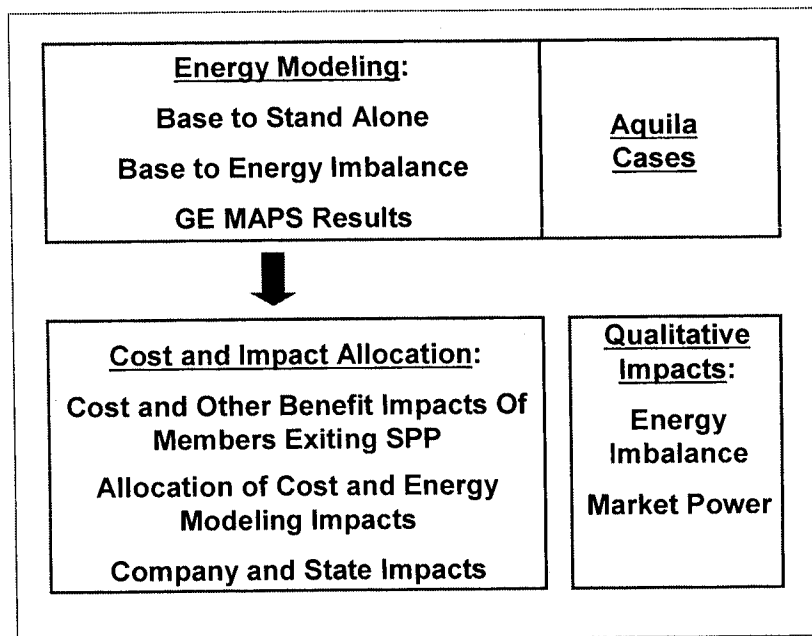 Energy Modeling:
Base to Stand Alone
Base to Energy Imbalance
GE MAPS Results
Aquila
Cases
Cost and Impact Allocation:
Cost and Other Benefit Impacts Of
Members Exiting SPP
Allocation of Cost and Energy
Modeling Impacts
Company and State Impacts
Qualitative
Impacts:
Energy
Imbalance
Market Power